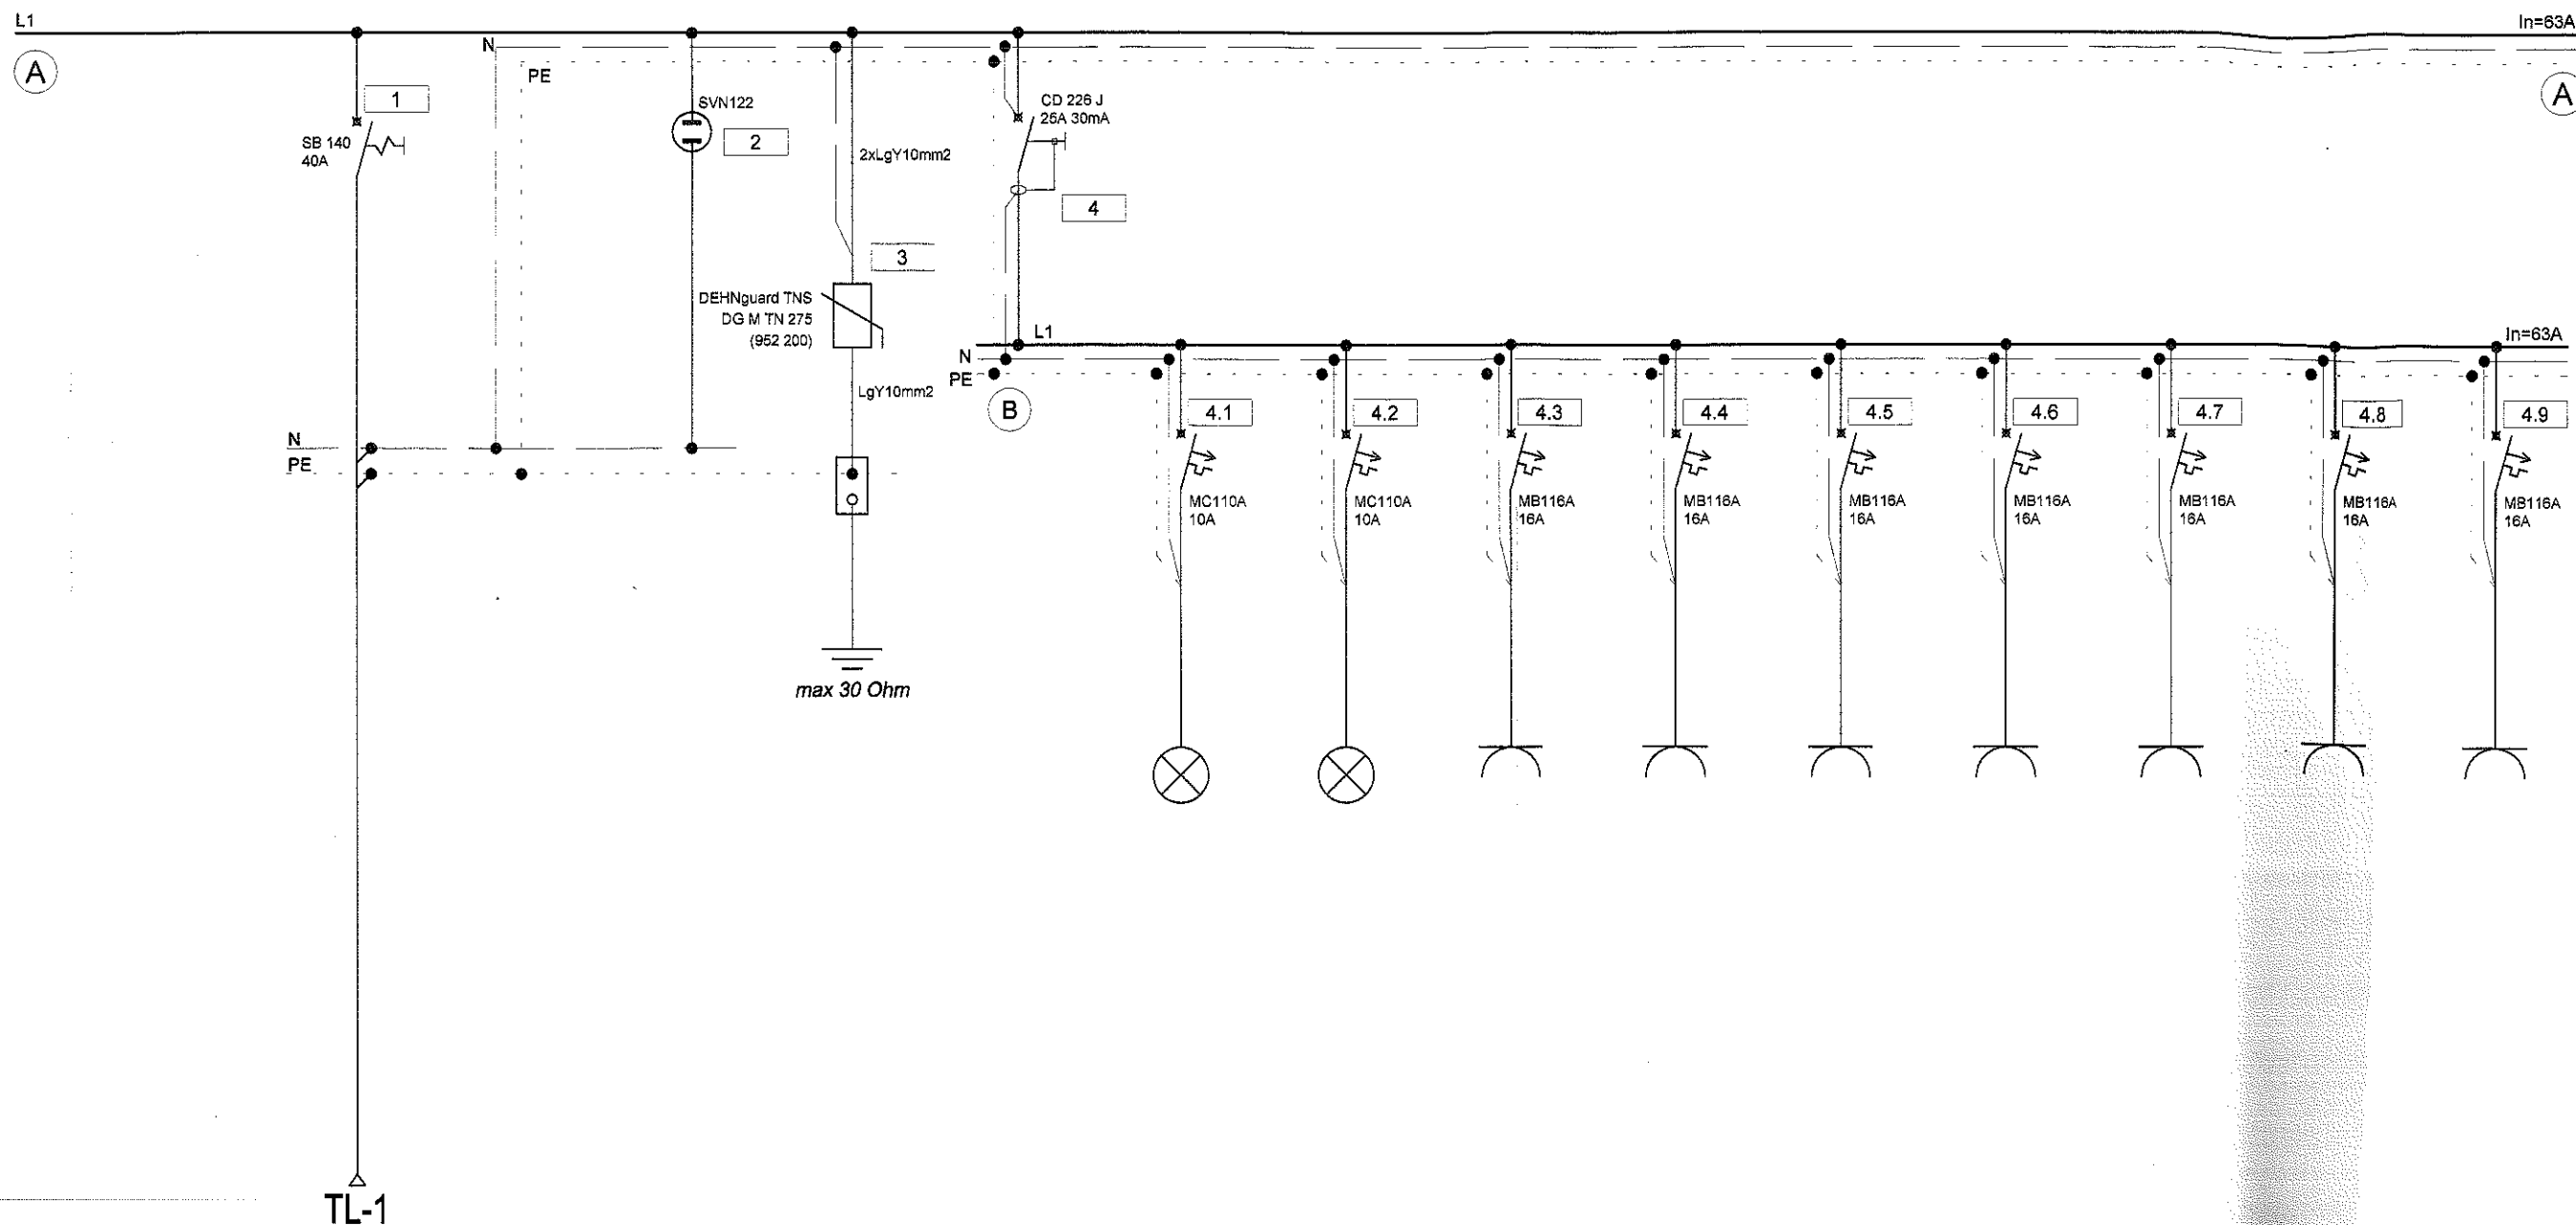 L1
In=63A
A
N
PE
A
1
SB 140
40A
SVN122
2
2xLgY10mm2
CD 226 J
25A 30mA
4
3
DEHNguard TNS
DG M TN 275
(952 200)
LgY10mm2
L1
In=63A
N
PE
B
4.1
4.2
4.3
4.4
4.5
4.6
4.7
4.8
4.9
N
PE
MC110A
10A
MC110A
10A
MB116A
16A
MB116A
16A
MB116A
16A
MB116A
16A
MB116A
16A
MB116A
16A
MB116A
16A
max 30 Ohm
TL-1